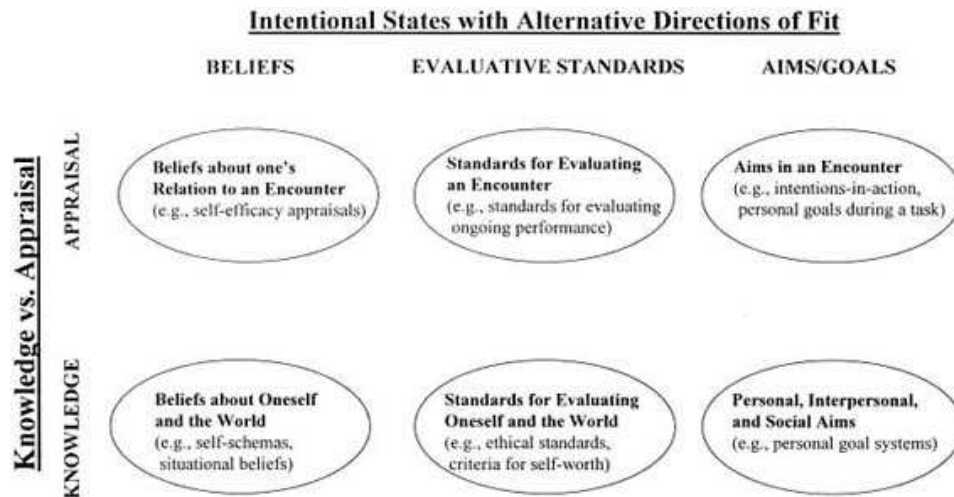 Intentional States with Alternative Directions of Fit
BELIEFS
EVALUATIVE STANDARDS
AIMS/GOALS
Knowledge vs. Appraisal
APPRAISAL
Beliefs about one's
Relation to an Encounter
(e.g., self-efficacy appraisals)
Standards for Evaluating
an Encounter
(e.g., standards for evaluating
ongoing performance)
Aims in an Encounter
(e.g., intentions-in-action,
personal goals during a task)
KNOWLEDGE
Beliefs about Oneself
and the World
(e.g., self-schemas,
situational beliefs)
Standards for Evaluating
Oneself and the World
(e.g., ethical standards,
criteria for self-worth)
Personal, Interpersonal,
and Social Aims
(e.g., personal goal systems)